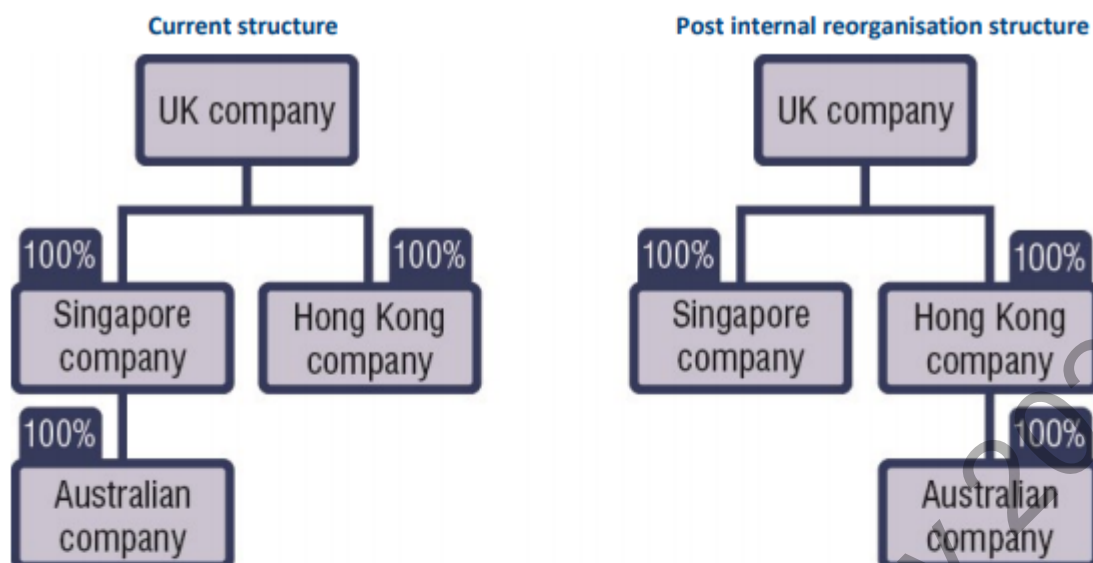 Current structure
UK company
100%
100%
Singapore
company
Hong Kong
company
100%
Australian
company
Post internal reorganisation structure
UK company
100%
100%
Singapore
company
Hong Kong
company
100%
Australian
company